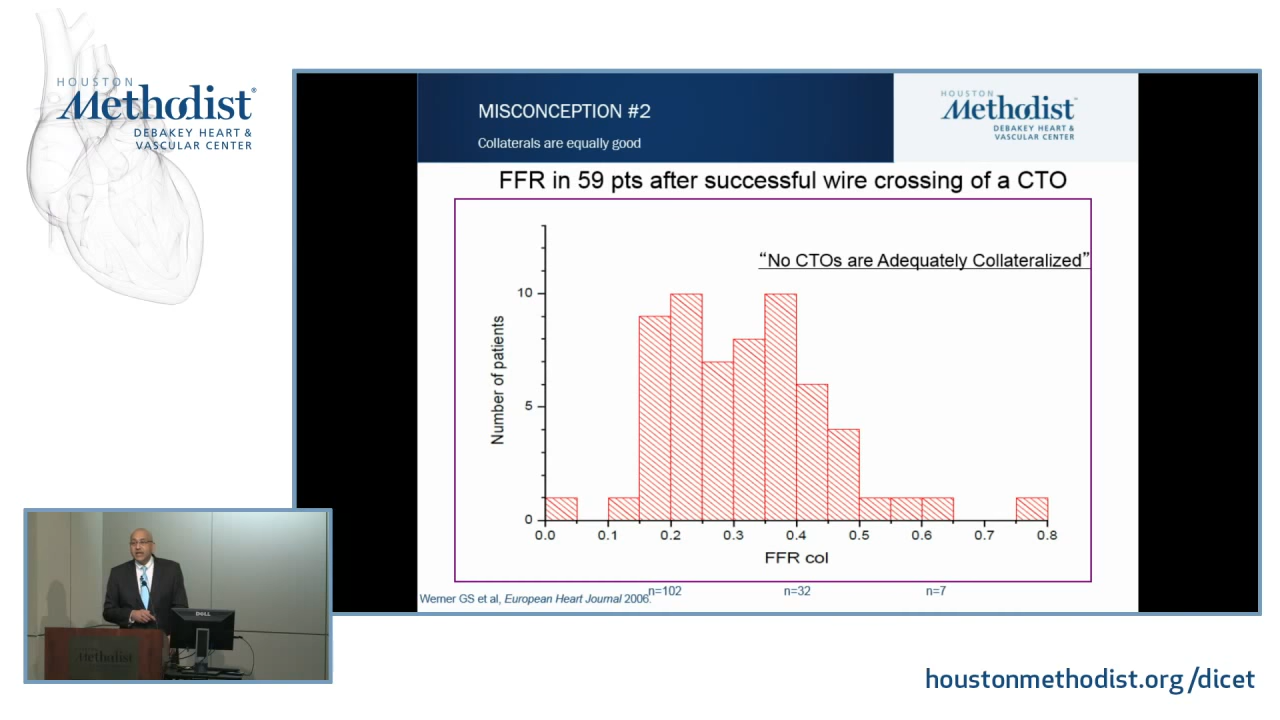 HOUSTON
Methodist®
DEBAKEY HEART &
VASCULAR CENTER
MISCONCEPTION #2
Collaterals are equally good
HOUSTON
Methodist
DEBAKEY HEART &
VASCULAR CENTER
FFR in 59 pts after successful wire crossing of a CTO
“No CTOs are Adequately Collateralized”
Number of patients
10
5
0
0.0 0.1 0.2 0.3 0.4 0.5 0.6 0.7 0.8
FFR col
n=102 n=32 n=7
Werner GS et al, European Heart Journal 2006.
DELL
Methodist
houstonmethodist.org/dicet